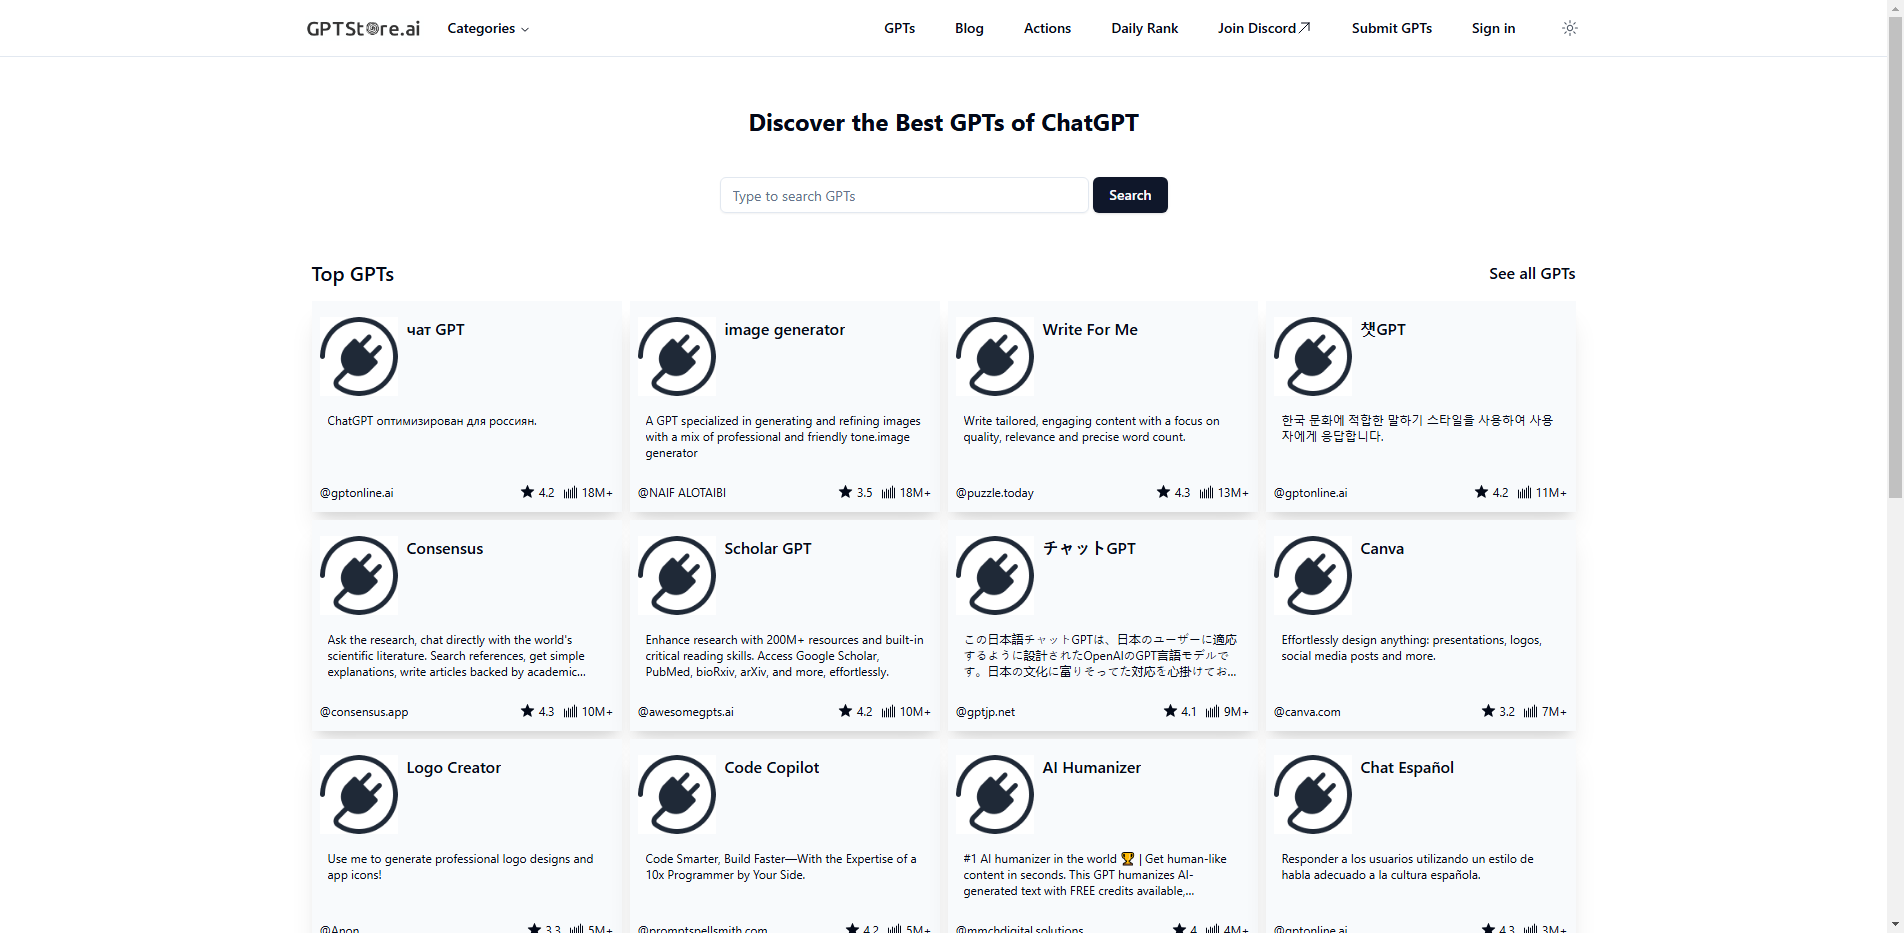 GPTStore.ai
Categories
GPTs
Blog
Actions
Daily Rank
Join Discord
Submit GPTs
Sign in
Discover the Best GPTs of ChatGPT
Type to search GPTs
Search
Top GPTs
See all GPTs
чат GPT
ChatGPT оптимизирован для россиян.
@gptonline.ai
4.2
18M+
image generator
A GPT specialized in generating and refining images
with a mix of professional and friendly tone.image
generator
@NAIF ALOTAIBI
3.5
18M+
Write For Me
Write tailored, engaging content with a focus on
quality, relevance and precise word count.
@puzzle.today
4.3
13M+
챗GPT
한국 문화에 적합한 말하기 스타일을 사용하여 사용
자에게 응답합니다.
@gptonline.ai
4.2
11M+
Consensus
Ask the research, chat directly with the world's
scientific literature. Search references, get simple
explanations, write articles backed by academic...
@consensus.app
4.3
10M+
Scholar GPT
Enhance research with 200M+ resources and built-in
critical reading skills. Access Google Scholar,
PubMed, bioRxiv, arXiv, and more, effortlessly.
@awesomegpts.ai
4.2
10M+
チャットGPT
この日本語チャットGPTは、日本のユーザーに適応
するように設計されたOpenAIのGPT言語モデルで
す。日本の文化に富りそってた対応を心掛けてお...
@gptjp.net
4.1
9M+
Canva
Effortlessly design anything: presentations, logos,
social media posts and more.
@canva.com
3.2
7M+
Logo Creator
Use me to generate professional logo designs and
app icons!
@Anon
3.3
5M+
Code Copilot
Code Smarter, Build Faster—With the Expertise of a
10x Programmer by Your Side.
@promptspellsmith.com
4.2
5M+
AI Humanizer
#1 AI humanizer in the world 🏆 | Get human-like
content in seconds. This GPT humanizes AI-
generated text with FREE credits available,...
@mmchdigital.solutions
4
4M+
Chat Español
Responder a los usuarios utilizando un estilo de
habla adecuado a la cultura española.
@gptonline.ai
4.3
3M+